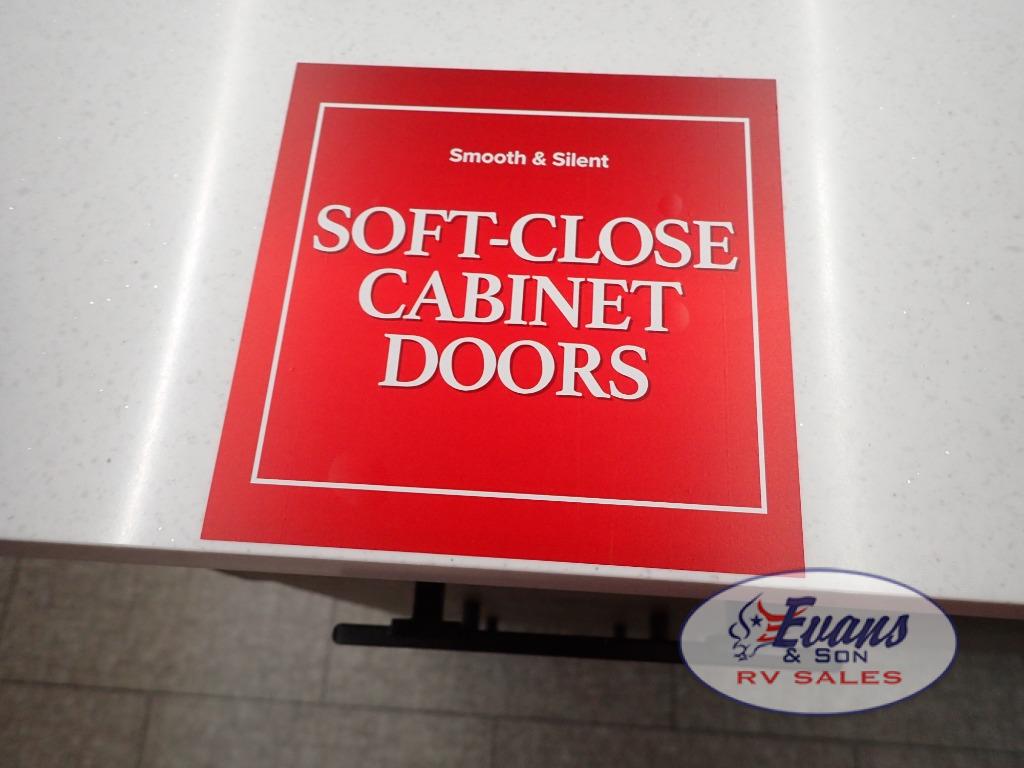 Smooth & Silent
SOFT-CLOSE
CABINET
DOORS
Evans
& SON
RV SALES